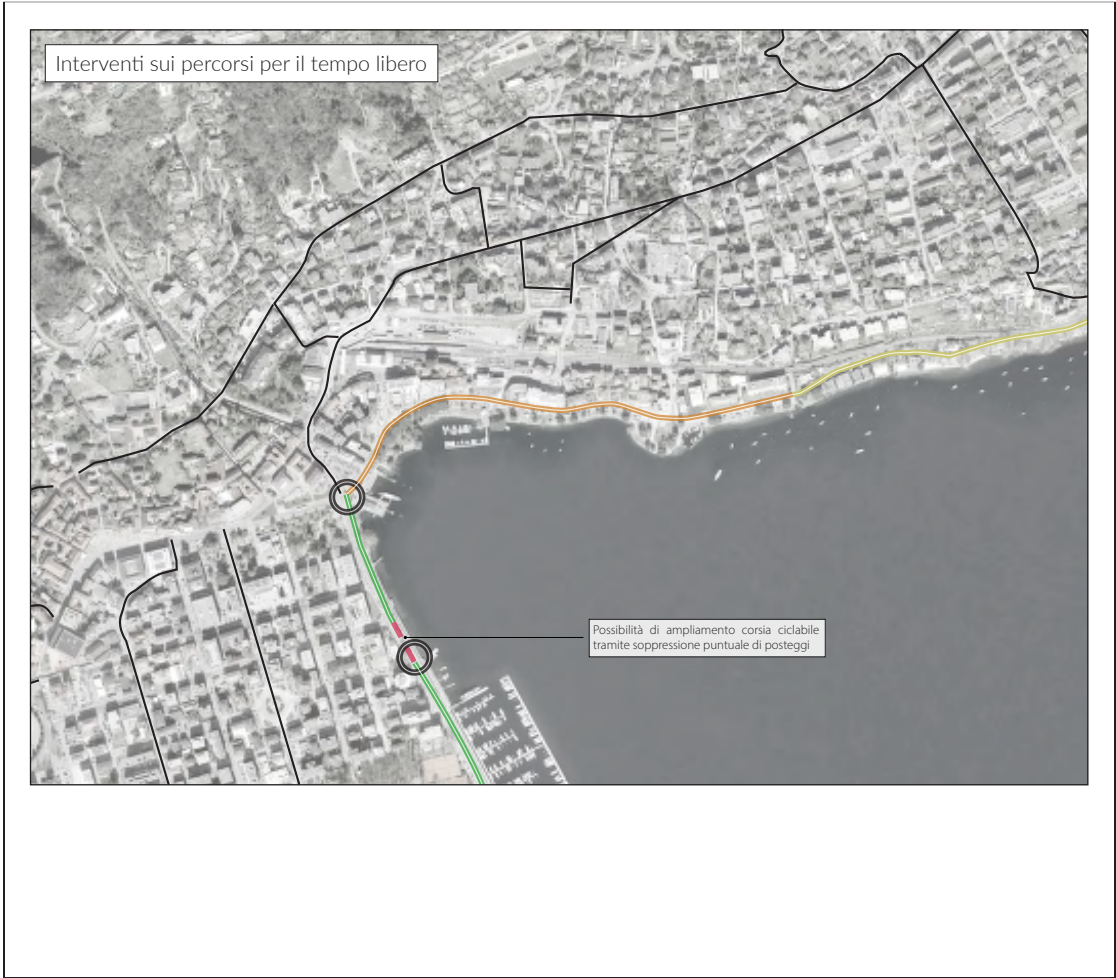 Interventi sui percorsi per il tempo libero
Possibilità di ampliamento corsia ciclabile
tramite soppressione puntuale di posteggi